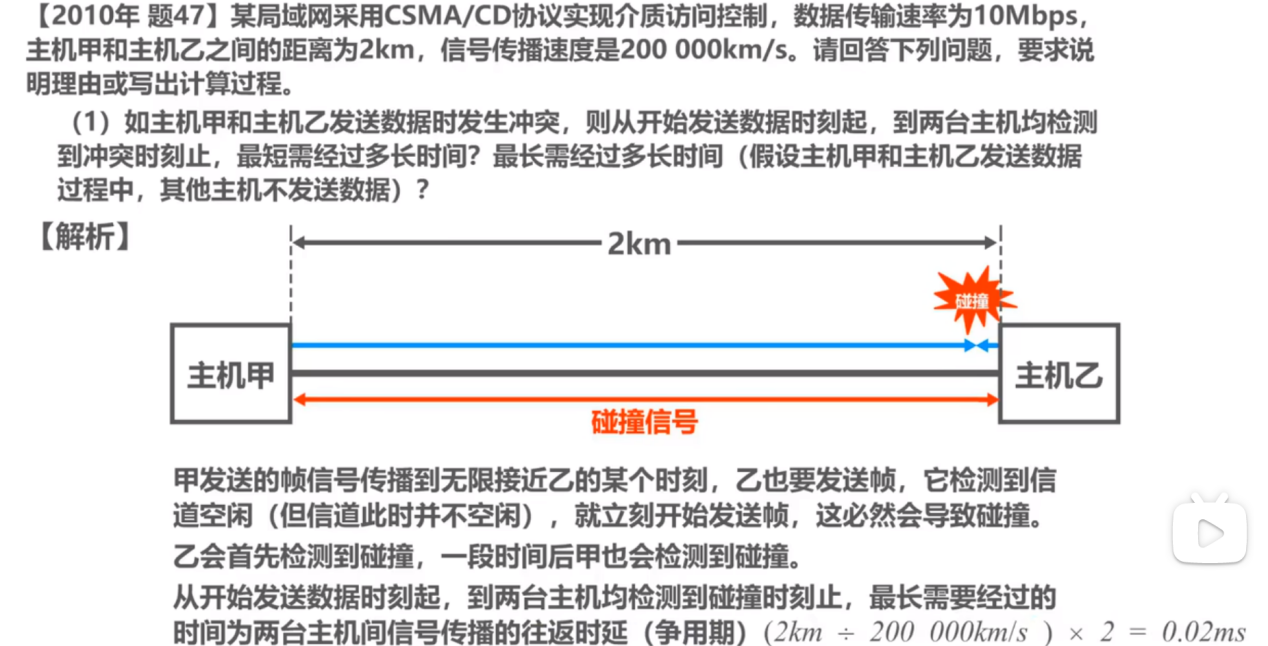 【2010年 题47】某局域网采用CSMA/CD协议实现介质访问控制，数据传输速率为10Mbps，
主机甲和主机乙之间的距离为2km，信号传播速度是200 000km/s。请回答下列问题，要求说
明理由或写出计算过程。
（1）如主机甲和主机乙发送数据时发生冲突，则从开始发送数据时刻起，到两台主机均检测
到冲突时刻止，最短需经过多长时间？最长需经过多长时间（假设主机甲和主机乙发送数据
过程中，其他主机不发送数据）？
【解析】
2km
碰撞
主机甲
主机乙
碰撞信号
甲发送的帧信号传播到无限接近乙的某个时刻，乙也要发送帧，它检测到信
道空闲（但信道此时并不空闲），就立刻开始发送帧，这必然会导致碰撞。
乙会首先检测到碰撞，一段时间后甲也会检测到碰撞。
从开始发送数据时刻起，到两台主机均检测到碰撞时刻止，最长需要经过的
时间为两台主机间信号传播的往返时延（争用期）(2km ÷ 200 000km/s ) × 2 = 0.02ms